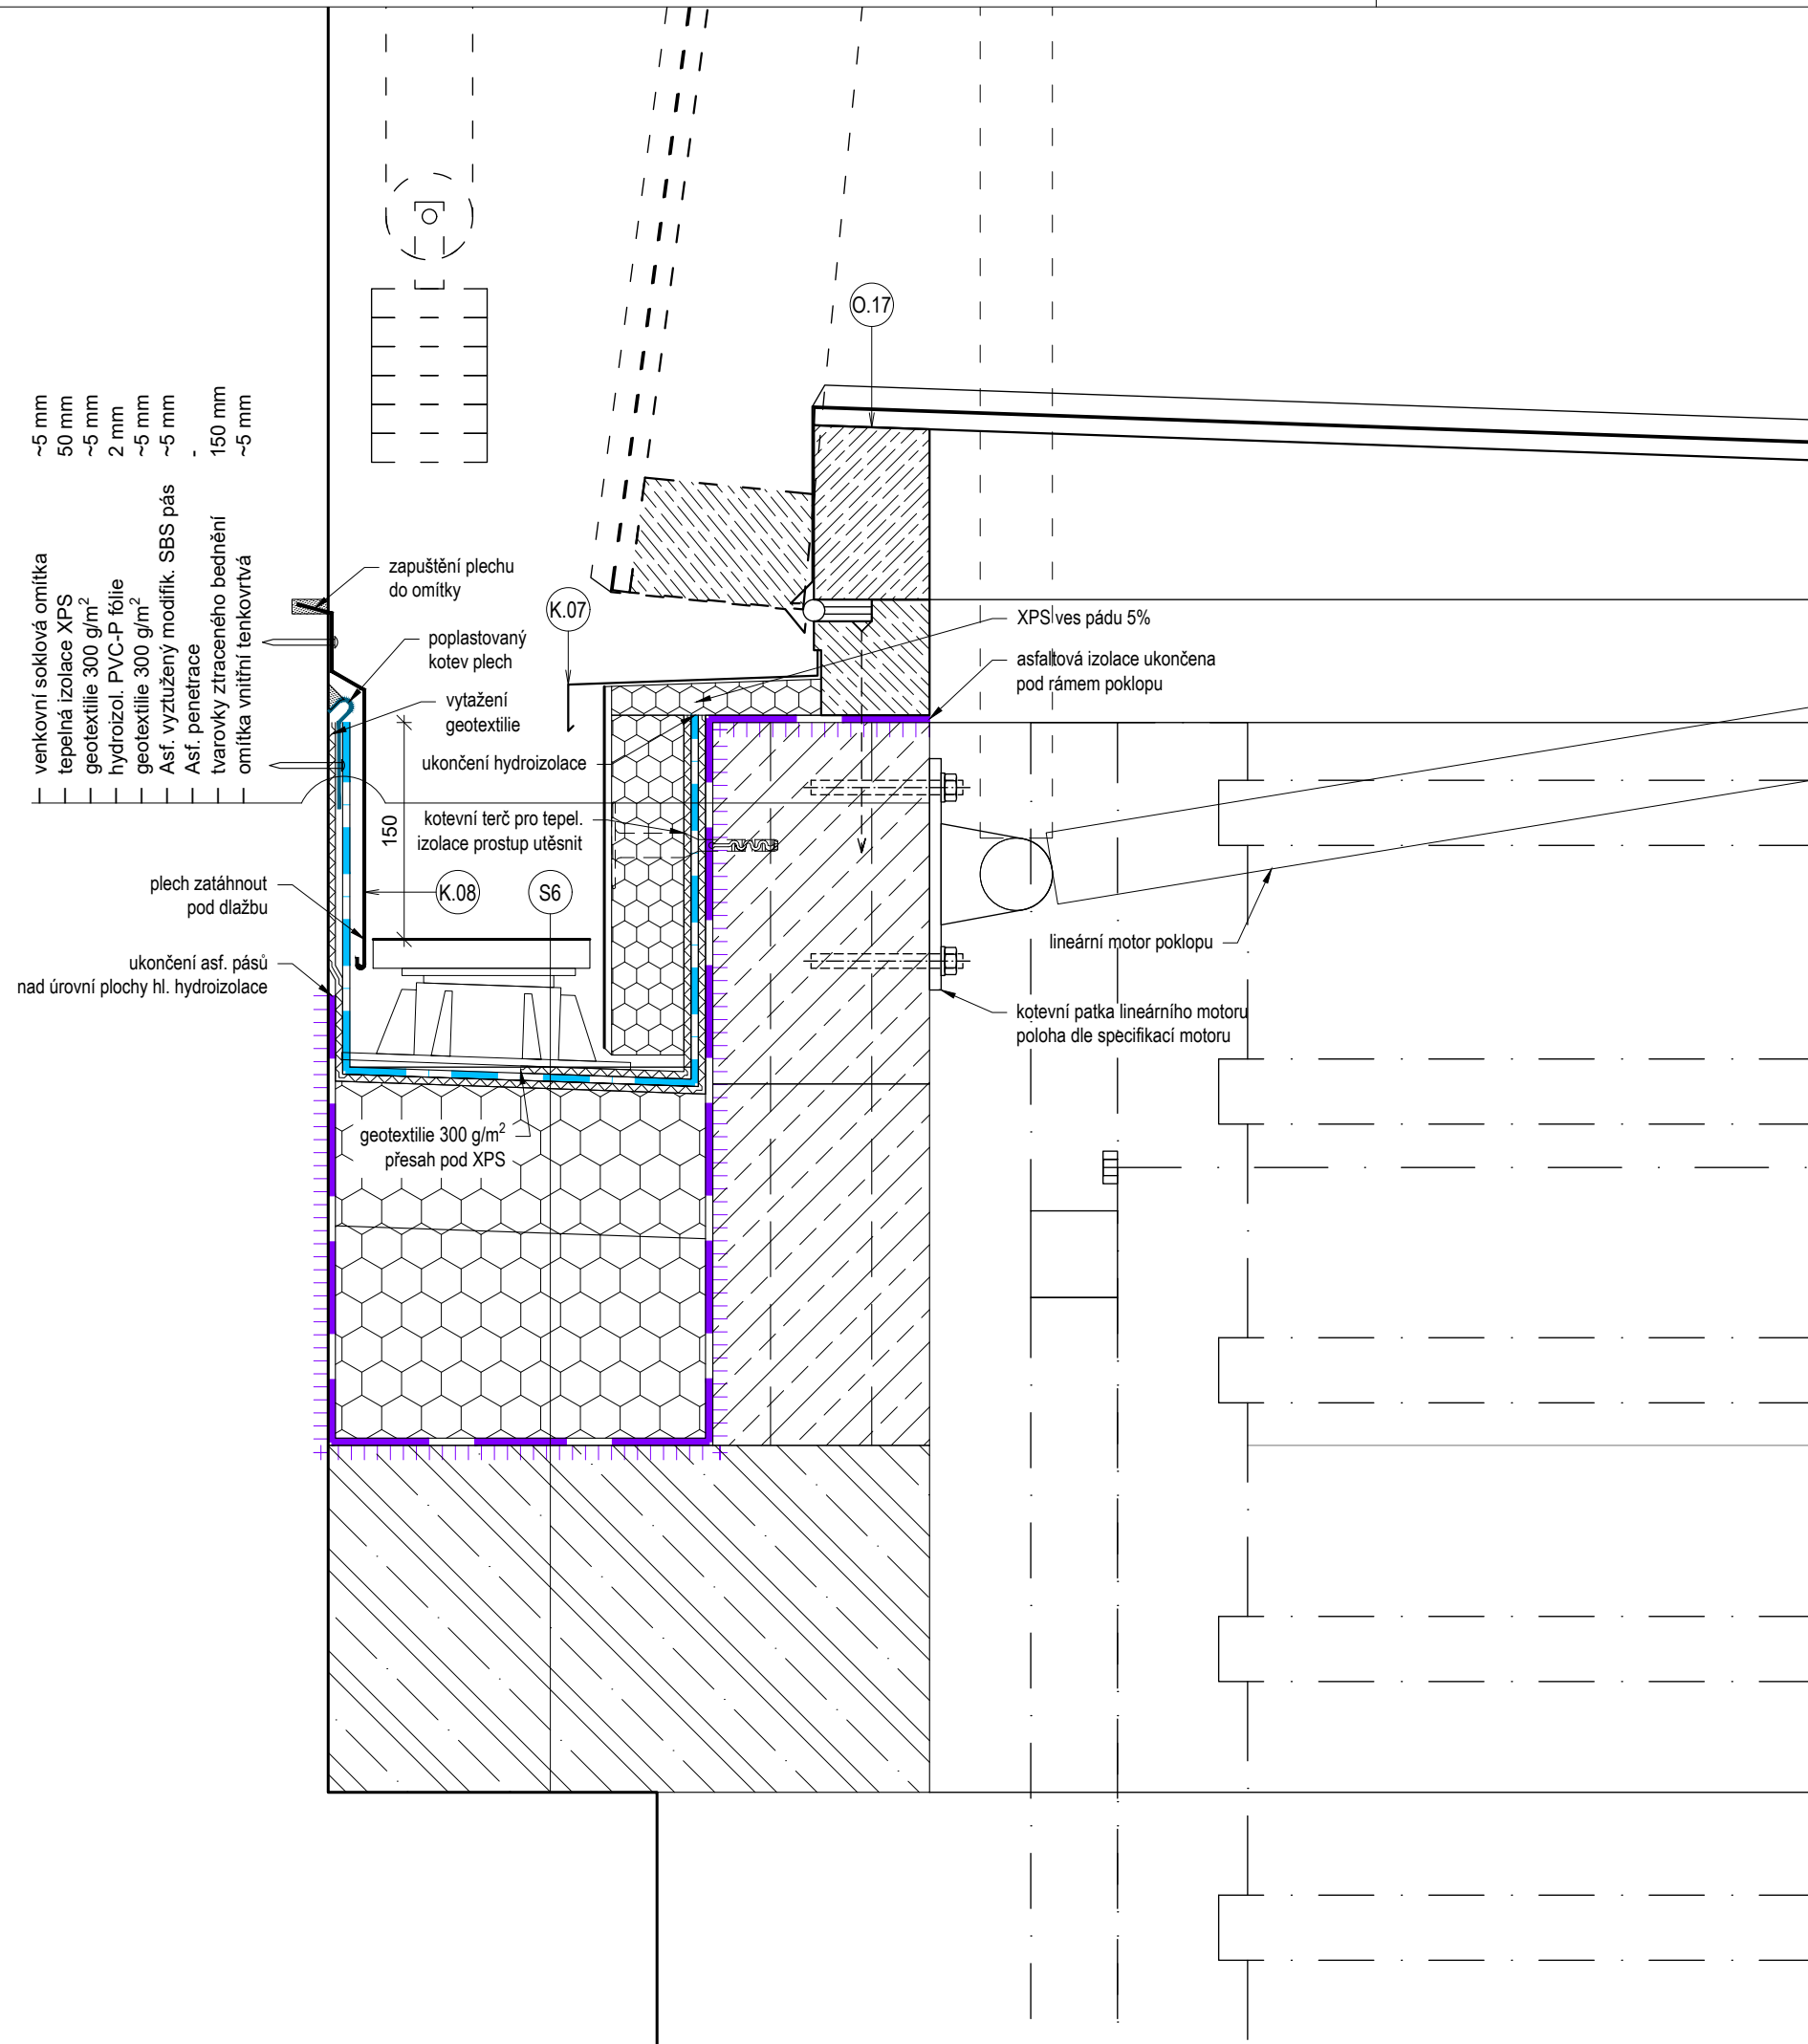 venkovní soklová omítka ~5 mm
tepelná izolace XPS 50 mm
geotextilie 300 g/m² ~5 mm
hydroizol. PVC-P fólie 2 mm
geotextilie 300 g/m² ~5 mm
Asf. vyztužený modifik. SBS pás ~5 mm
Asf. penetrace -
tvarovky ztraceného bednění 150 mm
omítka vnitřní tenkovrtvá ~5 mm
O.17
zapuštění plechu
do omítky
K.07
poplastovaný
kotev plech
XPS ves pádu 5%
asfaltová izolace ukončena
pod rámem poklopu
vytažení
geotextilie
ukončení hydroizolace
150
kotevní terč pro tepel.
izolace prostup utěsnit
plech zatáhnout
pod dlažbu
K.08
S6
lineární motor poklopu
ukončení asf. pásů
nad úrovní plochy hl. hydroizolace
kotevní patka lineárního motoru
poloha dle specifikací motoru
geotextilie 300 g/m²
přesah pod XPS